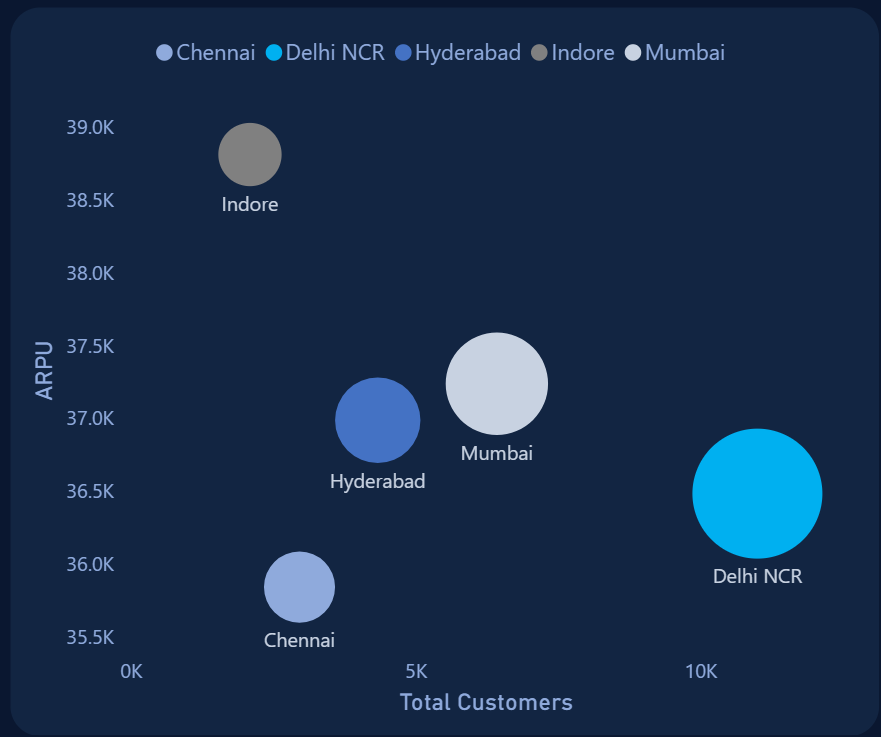 Chennai Delhi NCR Hyderabad Indore Mumbai
39.0K
38.5K
Indore
38.0K
37.5K
ARPU
37.0K
Mumbai
Hyderabad
36.5K
36.0K
Delhi NCR
35.5K
Chennai
0K 5K 10K
Total Customers